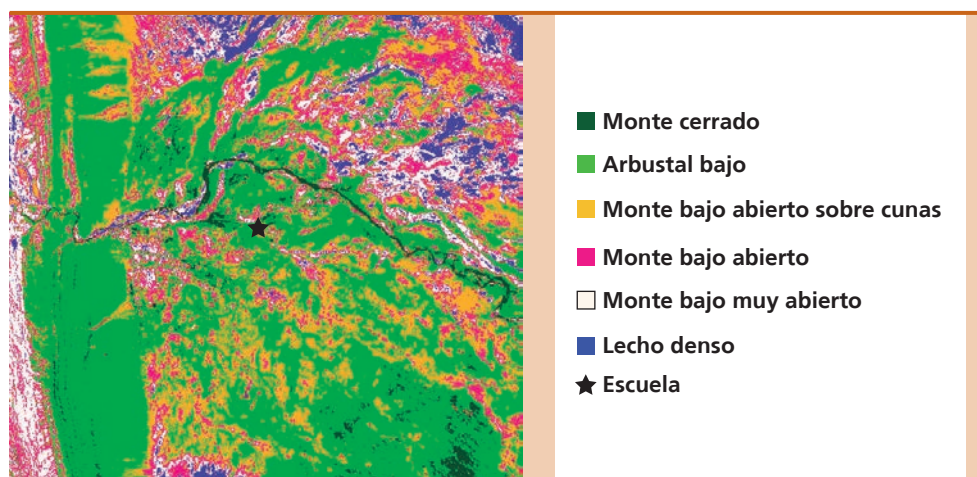 Monte cerrado
Arbustal bajo
Monte bajo abierto sobre cunas
Monte bajo abierto
Monte bajo muy abierto
Lecho denso
Escuela